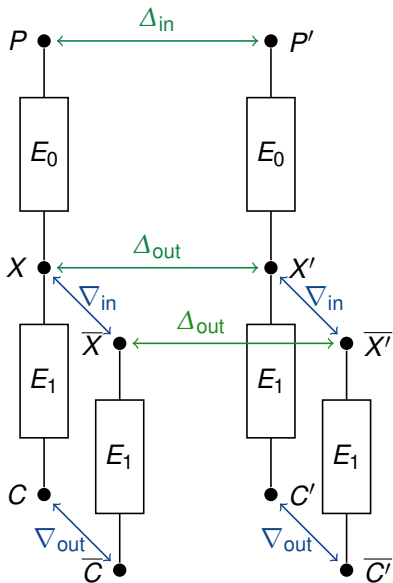 P Δin P′
E0 E0
X Δout X′
∇in ∇in
X̅ Δout X̅′̅
E1 E1
E1 E1
C C′
∇out ∇out
C̅ C̅′̅